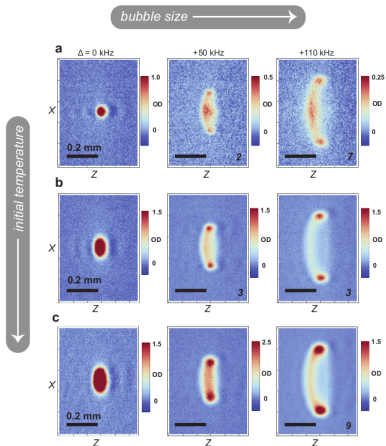 bubble size
a
Δ = 0 kHz
+50 kHz
+110 kHz
X
0.2 mm
1.0
OD
0
2
0.5
OD
0
7
0.25
OD
0
Z
Z
Z
initial temperature
b
X
0.2 mm
1.5
OD
0
3
1.5
OD
0
3
1.5
OD
0
Z
Z
Z
c
X
0.2 mm
1.5
OD
0
2.5
OD
0
9
1.5
OD
0
Z
Z
Z